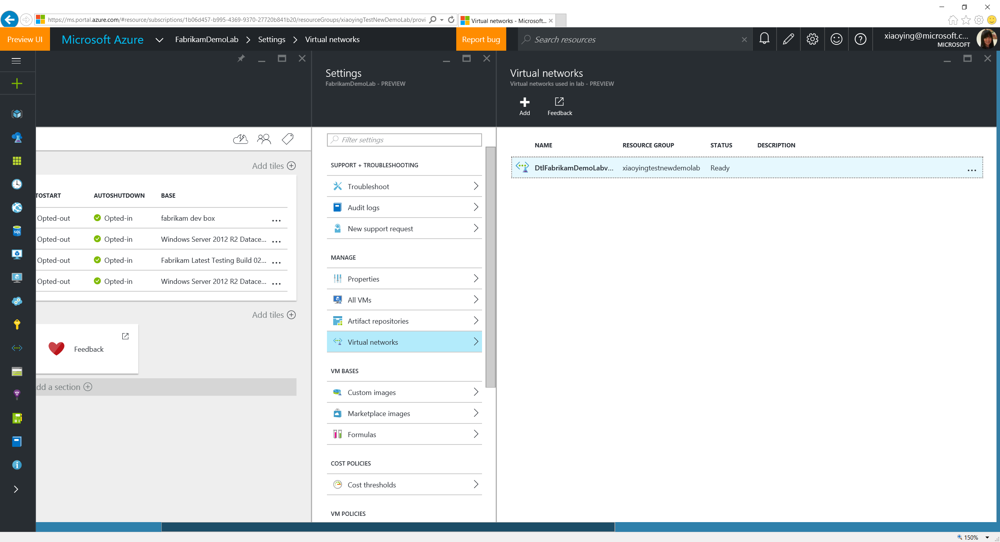 https://ms.portal.azure.com/#resource/subscriptions/1b06d457-b995-4369-9370-27720b841b20/resourceGroups/xiaoyingTestNewDemoLab/provi
Virtual networks - Microsoft...
Preview UI
Microsoft Azure
FabrikamDemoLab
Settings
Virtual networks
Report bug
Search resources
xiaoying@microsoft.c...
MICROSOFT
TOSTART AUTOSHUTDOWN BASE
Opted-out Opted-in fabrikam dev box ...
Opted-out Opted-in Windows Server 2012 R2 Datace... ...
Opted-out Opted-in Fabrikam Latest Testing Build 02... ...
Opted-out Opted-in Windows Server 2012 R2 Datace... ...
Add tiles
Add tiles
Feedback
dd a section
SQL
Settings
FabrikamDemoLab - PREVIEW
Filter settings
SUPPORT + TROUBLESHOOTING
Troubleshoot
Audit logs
New support request
MANAGE
Properties
All VMs
Artifact repositories
Virtual networks
VM BASES
Custom images
Marketplace images
Formulas
COST POLICIES
Cost thresholds
VM POLICIES
Virtual networks
Virtual networks used in lab - PREVIEW
Add
Feedback
NAME RESOURCE GROUP STATUS DESCRIPTION
DtlFabrikamDemoLabv... xiaoyingtestnewdemolab Ready ...
150%